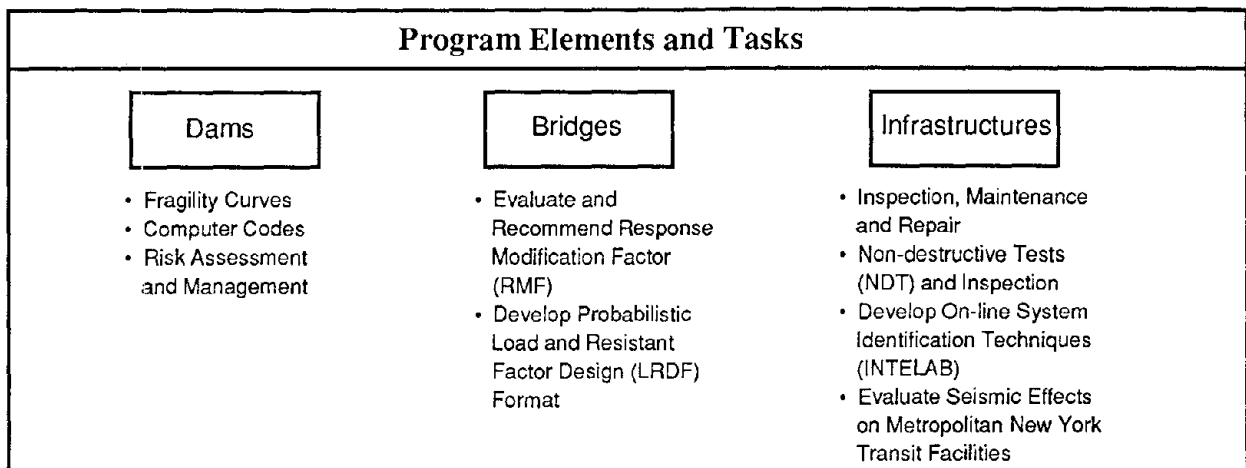 Program Elements and Tasks
Dams
• Fragility Curves
• Computer Codes
• Risk Assessment
and Management
Bridges
• Evaluate and
Recommend Response
Modification Factor
(RMF)
• Develop Probabilistic
Load and Resistant
Factor Design (LRDF)
Format
Infrastructures
• Inspection, Maintenance
and Repair
• Non-destructive Tests
(NDT) and Inspection
• Develop On-line System
Identification Techniques
(INTELAB)
• Evaluate Seismic Effects
on Metropolitan New York
Transit Facilities